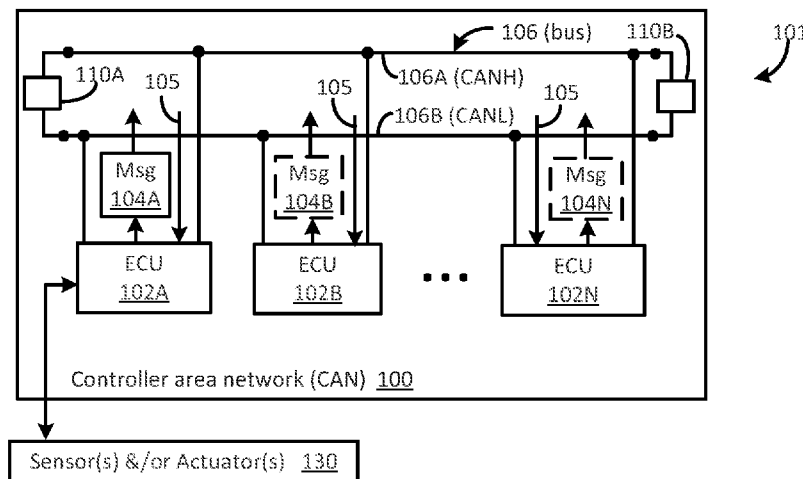 106 (bus)
110B
101
110A
105
106A (CANH)
105
105
106B (CANL)
Msg
104A
Msg
104B
Msg
104N
ECU
102A
ECU
102B
ECU
102N
Controller area network (CAN) 100
Sensor(s) &/or Actuator(s) 130